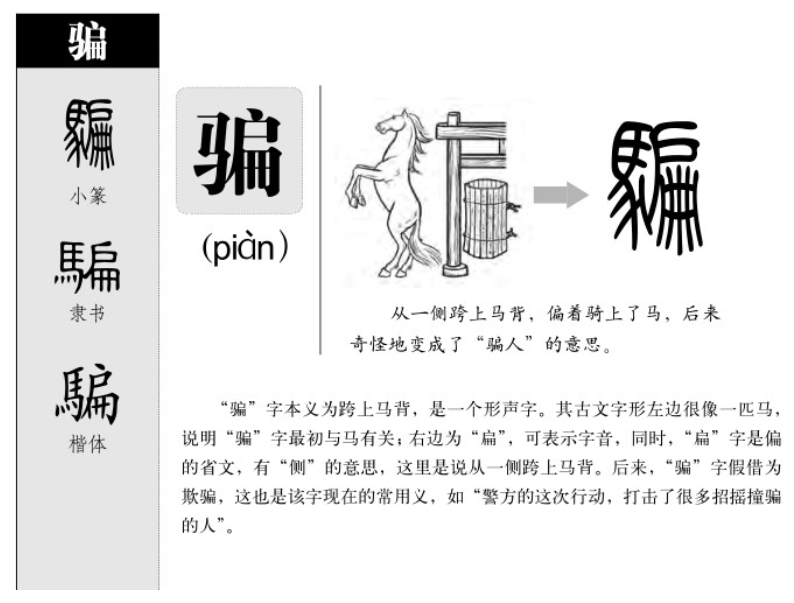 骗
騙
小篆
騙
隶书
騙
楷体
骗
（piàn）
騙
从一侧跨上马背，偏着骑上了马，后来
奇怪地变成了“骗人”的意思。
“骗”字本义为跨上马背，是一个形声字。其古文字形左边很像一匹马，
说明“骗”字最初与马有关；右边为“扁”，可表示字音，同时，“扁”字是偏
的省文，有“侧”的意思，这里是说从一侧跨上马背。后来，“骗”字假借为
欺骗，这也是该字现在的常用义，如“警方的这次行动，打击了很多招摇撞骗
的人”。